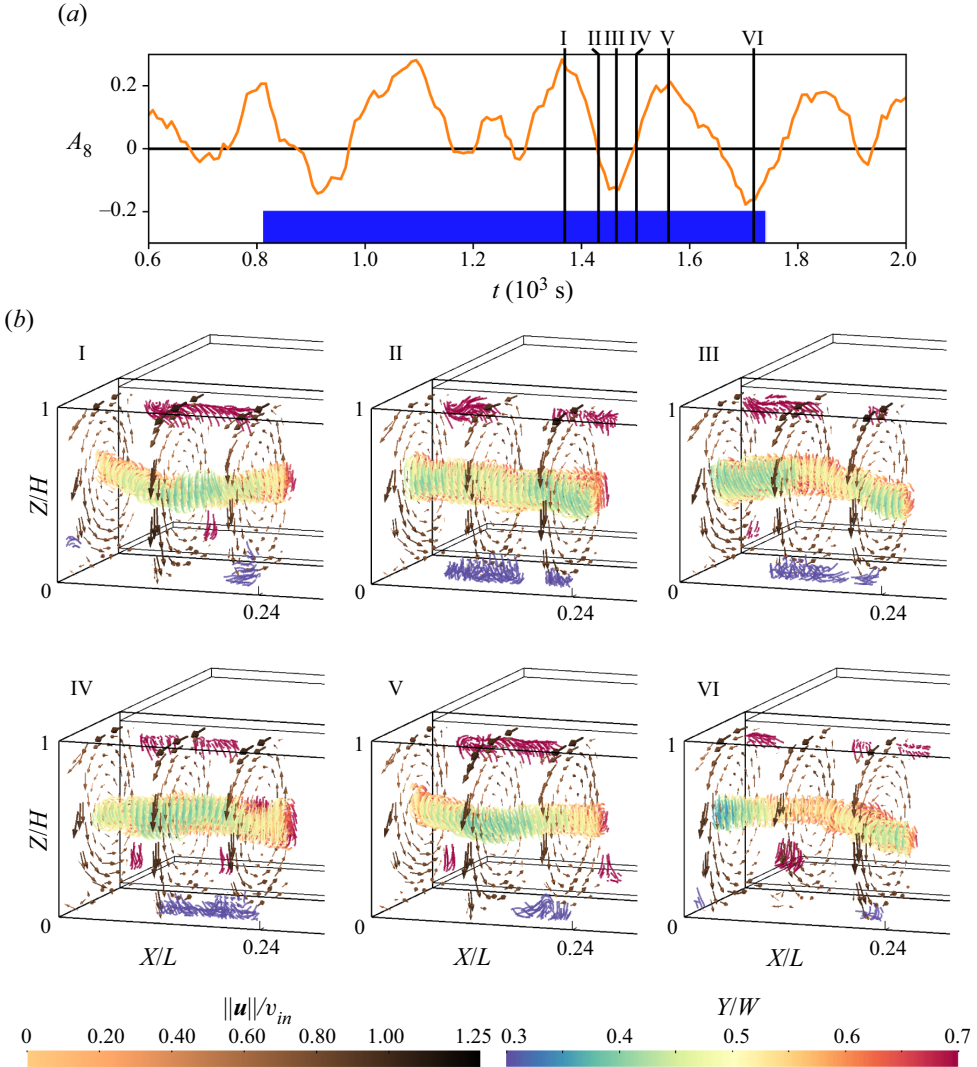 (a)
I II III IV V VI
0.2
A8
0
−0.2
0.6 0.8 1.0 1.2 1.4 1.6 1.8 2.0
t (10³ s)
(b)
I II III
1 1 1
Z/H
0 0 0
0.24 0.24 0.24
IV V VI
1 1 1
Z/H
0 0 0
0.24 0.24 0.24
X/L X/L X/L
||u||/v_in Y/W
0 0.20 0.40 0.60 0.80 1.00 1.25 0.3 0.4 0.5 0.6 0.7